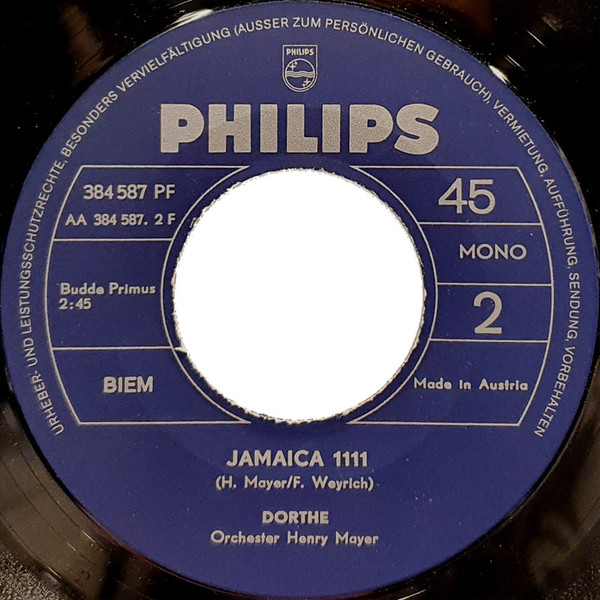 URHEBER- UND LEISTUNGSSCHUTZRECHTE, BESONDERS VERVIELFÄLTIGUNG (AUSSER ZUM PERSÖNLICHEN GEBRAUCH), VERMIETUNG, AUFFÜHRUNG, SENDUNG, VORBEHALTEN
PHILIPS
PHILIPS
384 587 PF
AA 384 587. 2 F
45
MONO
Budde Primus
2:45
2
BIEM
Made in Austria
JAMAICA 1111
(H. Mayer/F. Weyrich)
DORTHE
Orchester Henry Mayer